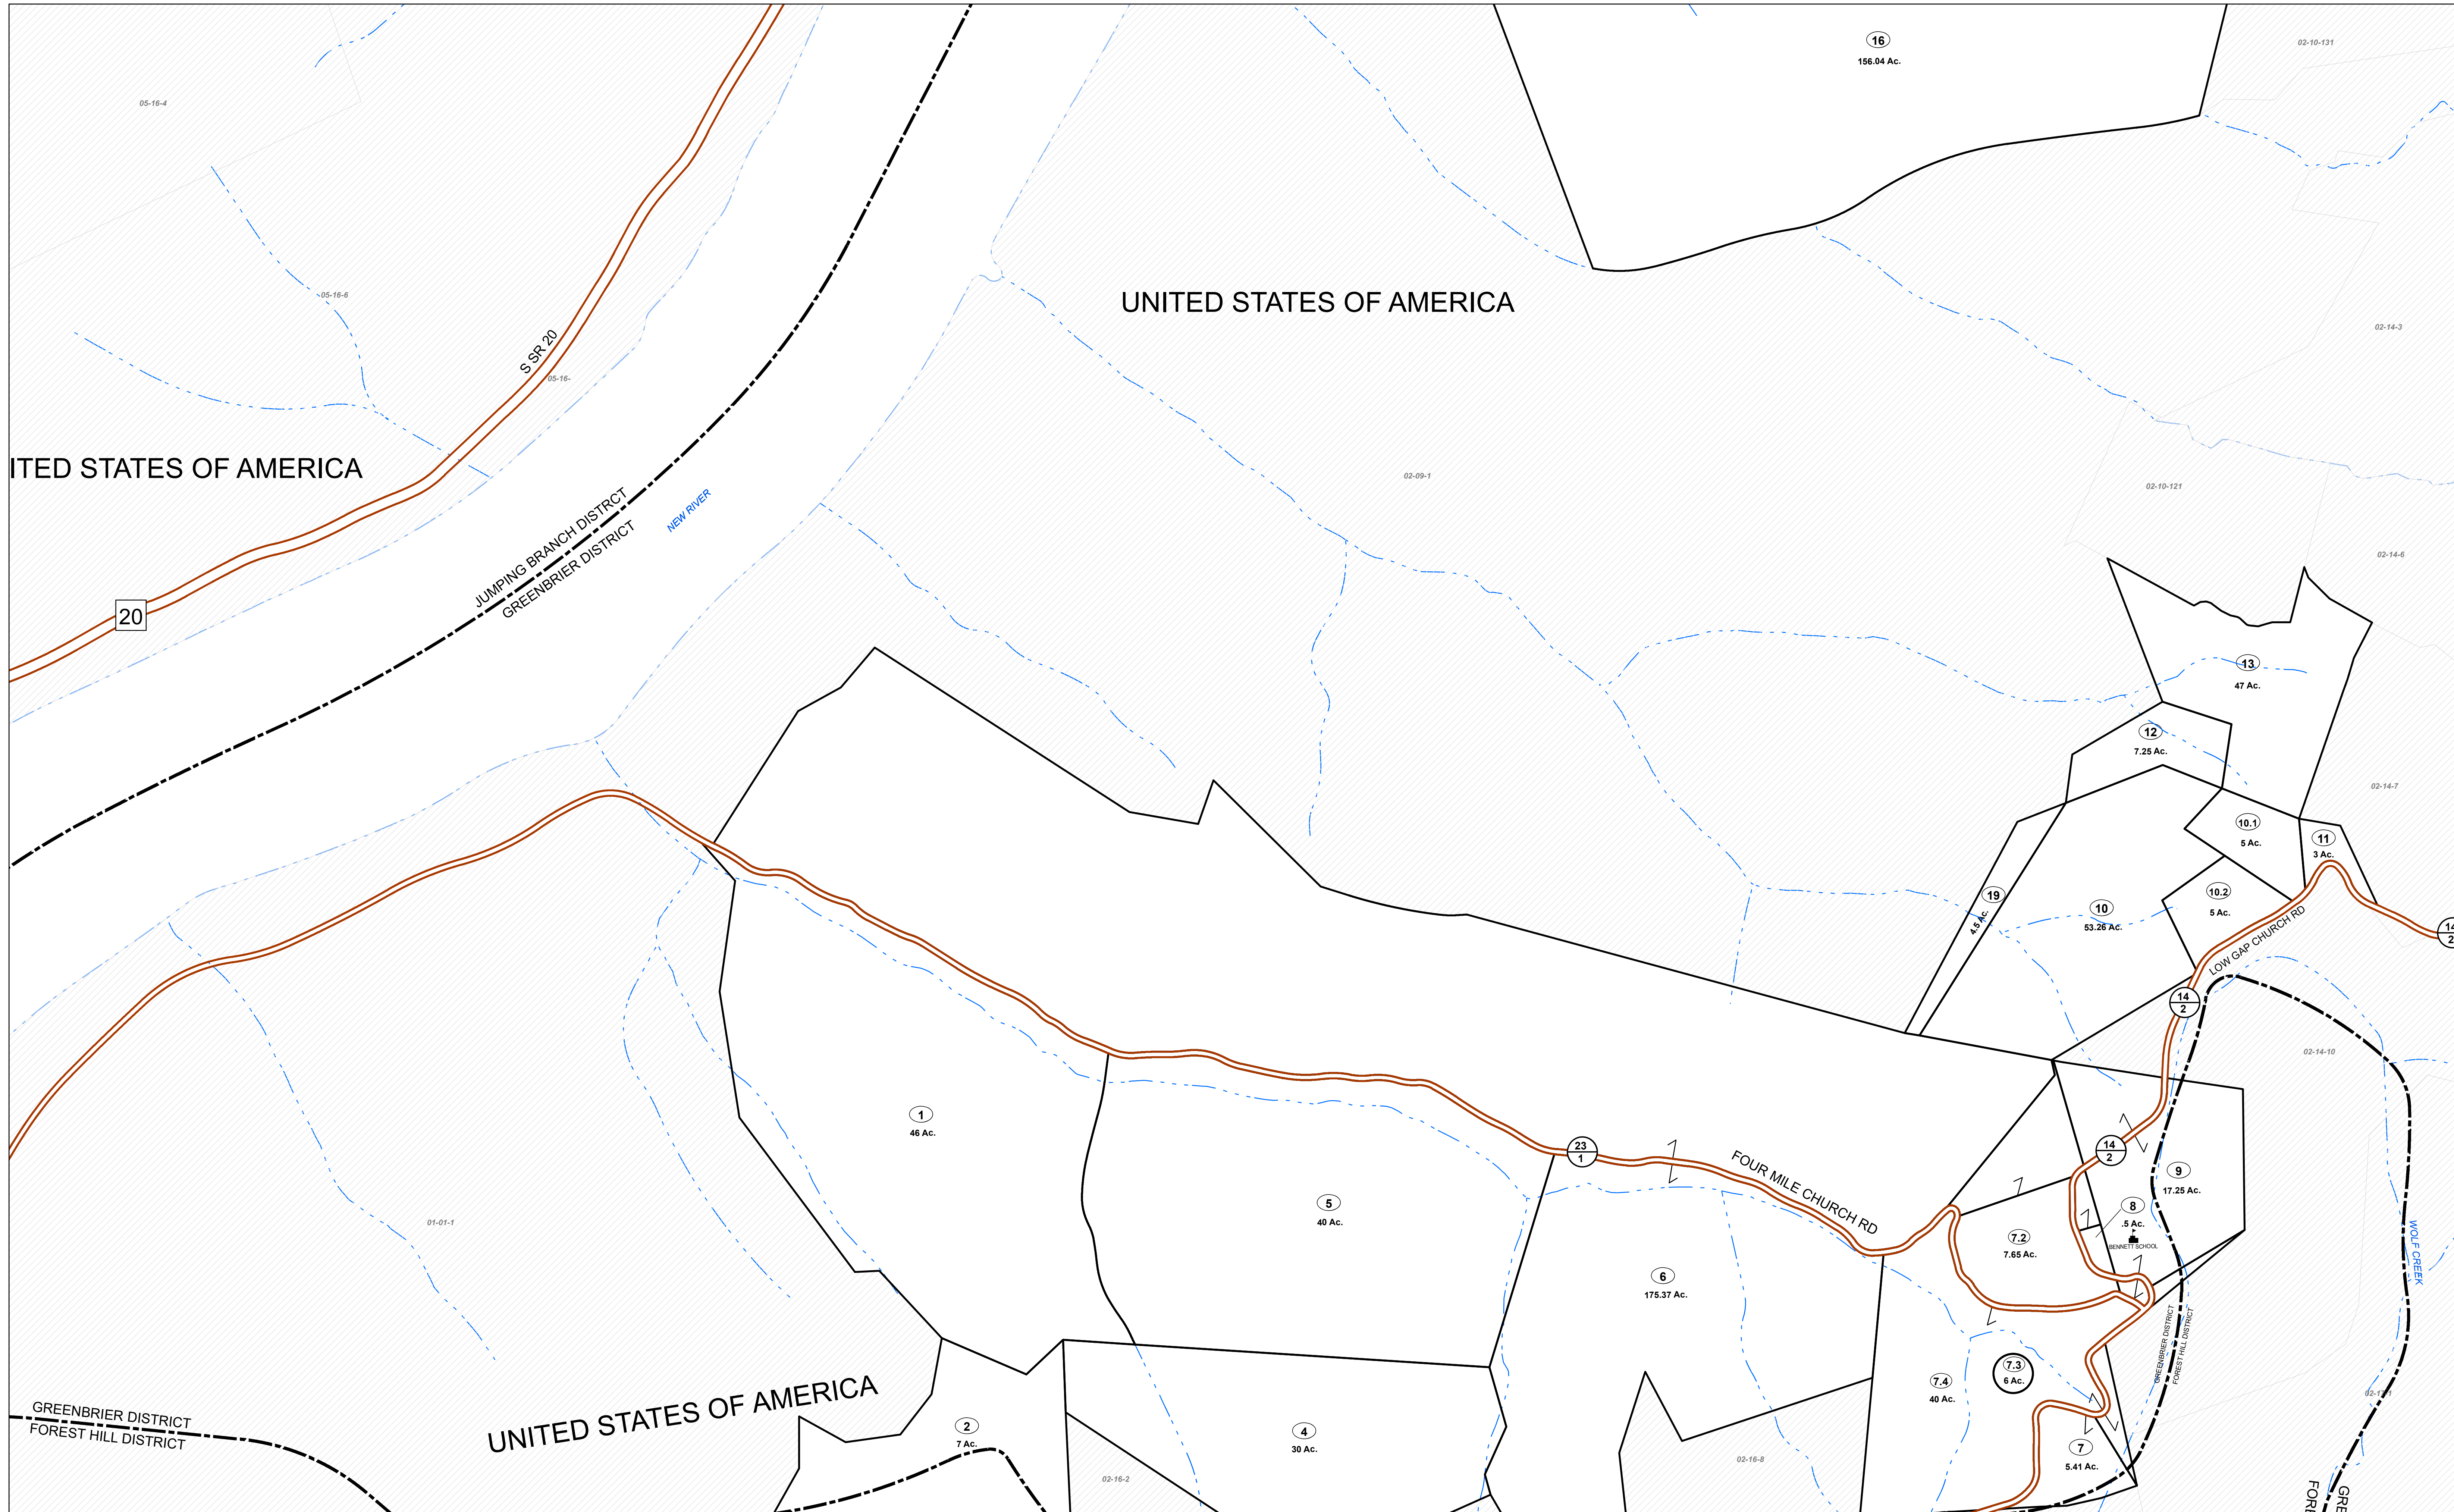 16
156.04 Ac.
02-10-131
05-16-4
05-16-6
UNITED STATES OF AMERICA
S SR 20
05-16-
02-14-3
ITED STATES OF AMERICA
02-09-1
02-10-121
JUMPING BRANCH DISTRCT
GREENBRIER DISTRICT
NEW RIVER
02-14-6
20
13
47 Ac.
12
7.25 Ac.
02-14-7
10.1
5 Ac.
11
3 Ac.
19
4.5 Ac.
10
53.26 Ac.
10.2
5 Ac.
LOW GAP CHURCH RD
14
2
14
2
02-14-10
1
46 Ac.
23
1
14
2
FOUR MILE CHURCH RD
9
17.25 Ac.
5
40 Ac.
8
.5 Ac.
BENNETT SCHOOL
01-01-1
7.2
7.65 Ac.
WOLF CREEK
6
175.37 Ac.
GREENBRIER DISTRICT
FOREST HILL DISTRICT
7.3
6 Ac.
7.4
40 Ac.
02-17-1
UNITED STATES OF AMERICA
GREENBRIER DISTRICT
FOREST HILL DISTRICT
2
7 Ac.
4
30 Ac.
7
5.41 Ac.
02-16-2
02-16-8
GRE
FORE